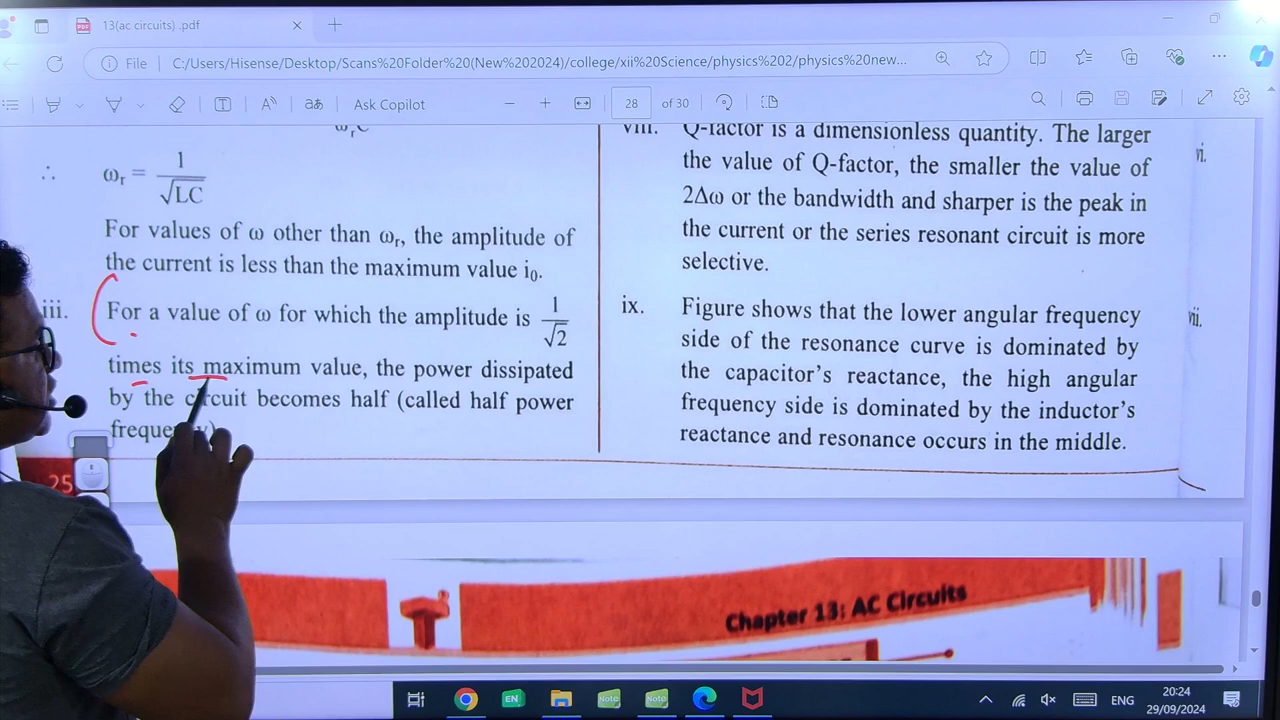 13(ac circuits) .pdf
File C:/Users/Hisense/Desktop/Scans%20Folder%20(New%202024)/college/xii%20Science/physics%202/physics%20new...
Ask Copilot 28 of 30
ωrC
∴ ωr = 1/√LC
For values of ω other than ωr, the amplitude of
the current is less than the maximum value i0.
iii. For a value of ω for which the amplitude is 1/√2
times its maximum value, the power dissipated
by the circuit becomes half (called half power
25
viii. Q-factor is a dimensionless quantity. The larger
the value of Q-factor, the smaller the value of
2Δω or the bandwidth and sharper is the peak in
the current or the series resonant circuit is more
selective.
ix. Figure shows that the lower angular frequency
side of the resonance curve is dominated by
the capacitor's reactance, the high angular
frequency side is dominated by the inductor's
reactance and resonance occurs in the middle.
vi.
vii.
Chapter 13: AC Circuits
EN
Note
Note
ENG
20:24
29/09/2024